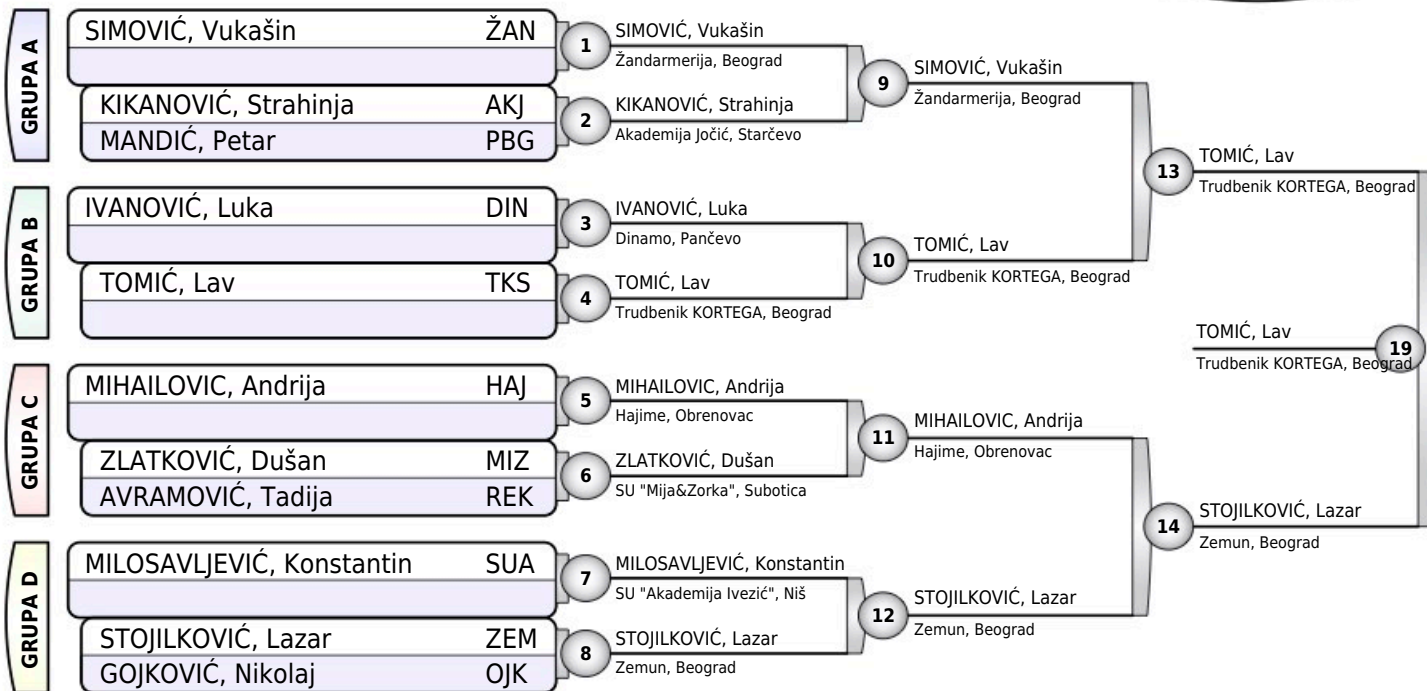 GRUPA A
SIMOVIĆ, Vukašin ŽAN
KIKANOVIĆ, Strahinja AKJ
MANDIĆ, Petar PBG
GRUPA B
IVANOVIĆ, Luka DIN
TOMIĆ, Lav TKS
GRUPA C
MIHAILOVIC, Andrija HAJ
ZLATKOVIĆ, Dušan MIZ
AVRAMOVIĆ, Tadija REK
GRUPA D
MILOSAVLJEVIĆ, Konstantin SUA
STOJILKOVIĆ, Lazar ZEM
GOJKOVIĆ, Nikolaj OJK
1
SIMOVIĆ, Vukašin
Žandarmerija, Beograd
2
KIKANOVIĆ, Strahinja
Akademija Jočić, Starčevo
3
IVANOVIĆ, Luka
Dinamo, Pančevo
4
TOMIĆ, Lav
Trudbenik KORTEGA, Beograd
5
MIHAILOVIC, Andrija
Hajime, Obrenovac
6
ZLATKOVIĆ, Dušan
SU "Mija&Zorka", Subotica
7
MILOSAVLJEVIĆ, Konstantin
SU "Akademija Ivezić", Niš
8
STOJILKOVIĆ, Lazar
Zemun, Beograd
9
SIMOVIĆ, Vukašin
Žandarmerija, Beograd
10
TOMIĆ, Lav
Trudbenik KORTEGA, Beograd
11
MIHAILOVIC, Andrija
Hajime, Obrenovac
12
STOJILKOVIĆ, Lazar
Zemun, Beograd
13
TOMIĆ, Lav
Trudbenik KORTEGA, Beograd
14
STOJILKOVIĆ, Lazar
Zemun, Beograd
TOMIĆ, Lav
Trudbenik KORTEGA, Beograd
19